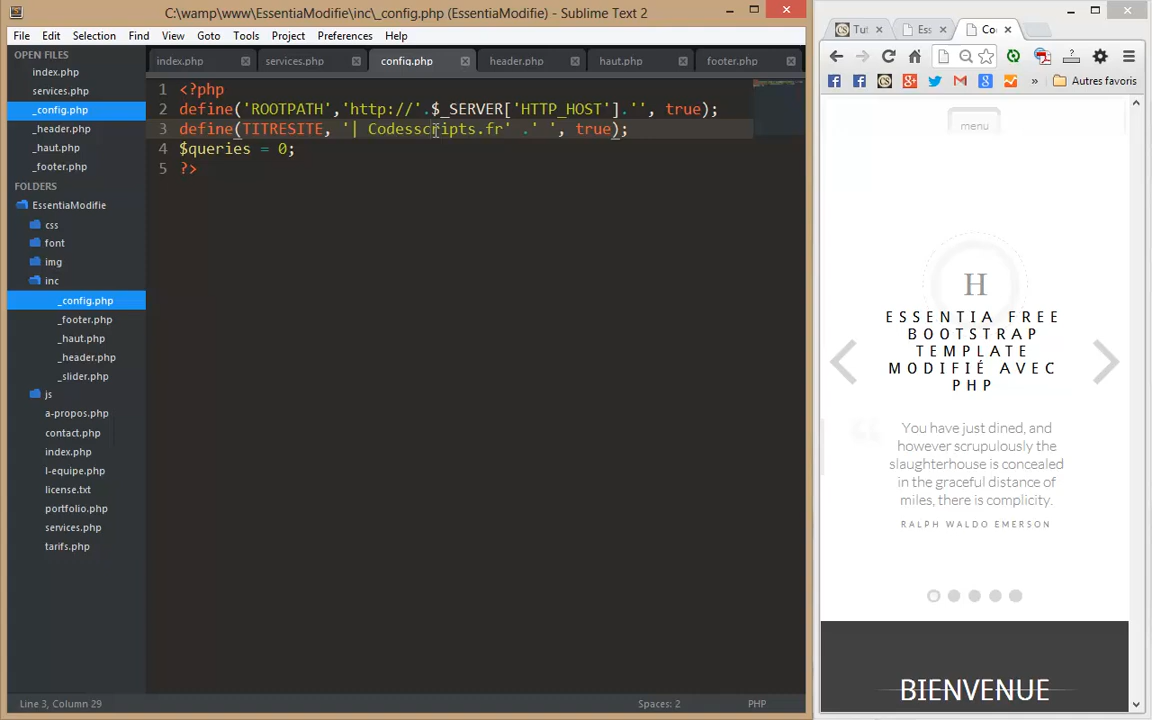 C:\wamp\www\EssentiaModifie\inc\_config.php (EssentiaModifie) - Sublime Text 2
File Edit Selection Find View Goto Tools Project Preferences Help
OPEN FILES
index.php
services.php
_config.php
_header.php
_haut.php
_footer.php
FOLDERS
EssentiaModifie
css
font
img
inc
_config.php
_footer.php
_haut.php
_header.php
_slider.php
js
a-propos.php
contact.php
index.php
l-equipe.php
license.txt
portfolio.php
services.php
tarifs.php
index.php services.php config.php header.php haut.php footer.php
1 <?php
2 define('ROOTPATH','http://'.$_SERVER['HTTP_HOST'].'', true);
3 define(TITRESITE, '| Codesscripts.fr' .' ', true);
4 $queries = 0;
5 ?>
Line 3, Column 29
Spaces: 2
PHP
Tut
Ess
Co
Autres favoris
menu
H
ESSENTIA FREE
BOOTSTRAP
TEMPLATE
MODIFIÉ AVEC
PHP
You have just dined, and
however scrupulously the
slaughterhouse is concealed
in the graceful distance of
miles, there is complicity.
RALPH WALDO EMERSON
BIENVENUE